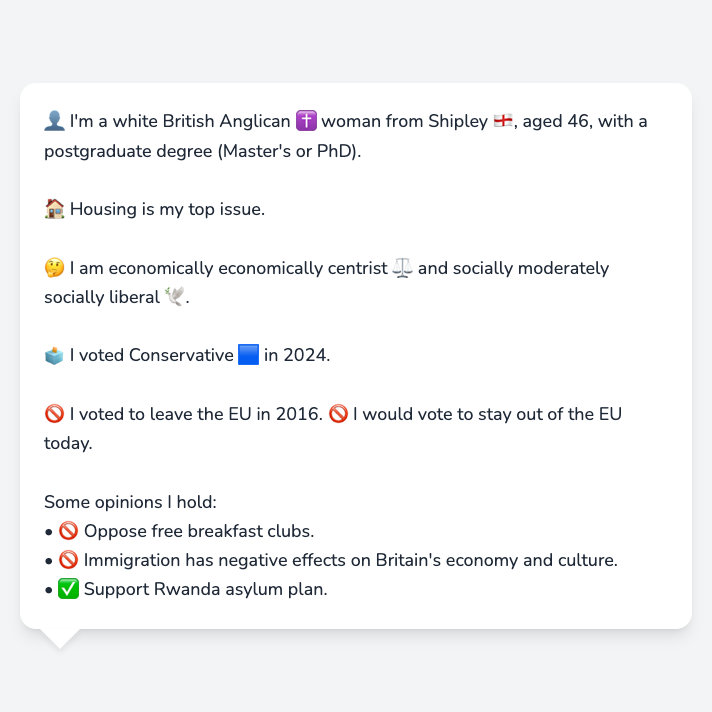 👤 I'm a white British Anglican ✝️ woman from Shipley 🏴󠁧󠁢󠁥󠁮󠁧󠁿, aged 46, with a
postgraduate degree (Master's or PhD).
🏠 Housing is my top issue.
🤔 I am economically economically centrist ⚖️ and socially moderately
socially liberal 🕊️.
🗳️ I voted Conservative 🟦 in 2024.
🚫 I voted to leave the EU in 2016. 🚫 I would vote to stay out of the EU
today.
Some opinions I hold:
• 🚫 Oppose free breakfast clubs.
• 🚫 Immigration has negative effects on Britain's economy and culture.
• ✅ Support Rwanda asylum plan.